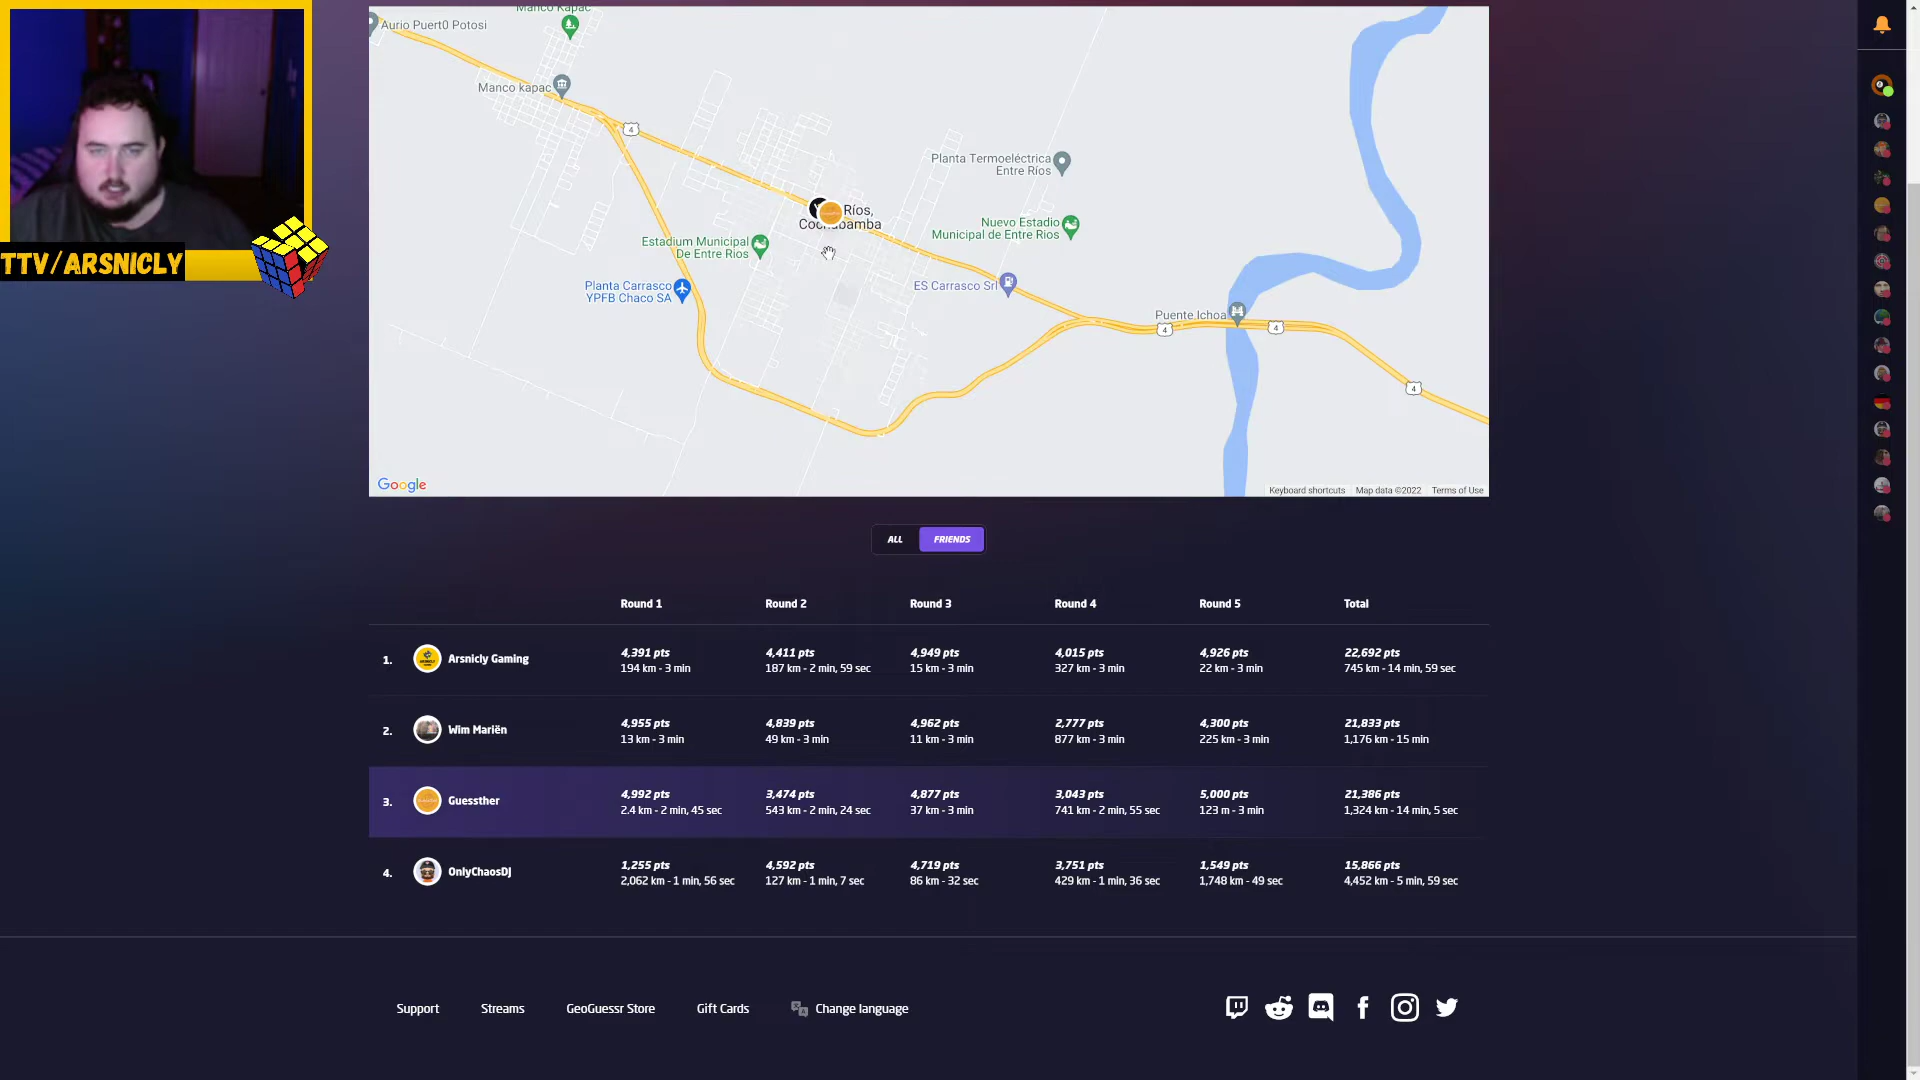 Manco Kapac
Aurio Puert0 Potosi
Manco kapac
4
Planta Termoeléctrica
Entre Ríos
Ríos,
Cochabamba
Nuevo Estadio
Municipal de Entre Rios
Estadium Municipal
De Entre Rios
Planta Carrasco
YPFB Chaco SA
ES Carrasco Srl
Puente Ichoa
4
4
4
Google
Keyboard shortcuts
Map data ©2022
Terms of Use
TTV/ARSNICLY
ALL
FRIENDS
Round 1 Round 2 Round 3 Round 4 Round 5 Total
1. Arsnicly Gaming
4,391 pts 4,411 pts 4,949 pts 4,015 pts 4,926 pts 22,692 pts
194 km - 3 min 187 km - 2 min, 59 sec 15 km - 3 min 327 km - 3 min 22 km - 3 min 745 km - 14 min, 59 sec
2. Wim Mariën
4,955 pts 4,839 pts 4,962 pts 2,777 pts 4,300 pts 21,833 pts
13 km - 3 min 49 km - 3 min 11 km - 3 min 877 km - 3 min 225 km - 3 min 1,176 km - 15 min
3. Guessther
4,992 pts 3,474 pts 4,877 pts 3,043 pts 5,000 pts 21,386 pts
2.4 km - 2 min, 45 sec 543 km - 2 min, 24 sec 37 km - 3 min 741 km - 2 min, 55 sec 123 m - 3 min 1,324 km - 14 min, 5 sec
4. OnlyChaosDJ
1,255 pts 4,592 pts 4,719 pts 3,751 pts 1,549 pts 15,866 pts
2,062 km - 1 min, 56 sec 127 km - 1 min, 7 sec 86 km - 32 sec 429 km - 1 min, 36 sec 1,748 km - 49 sec 4,452 km - 5 min, 59 sec
Support Streams GeoGuessr Store Gift Cards Change language